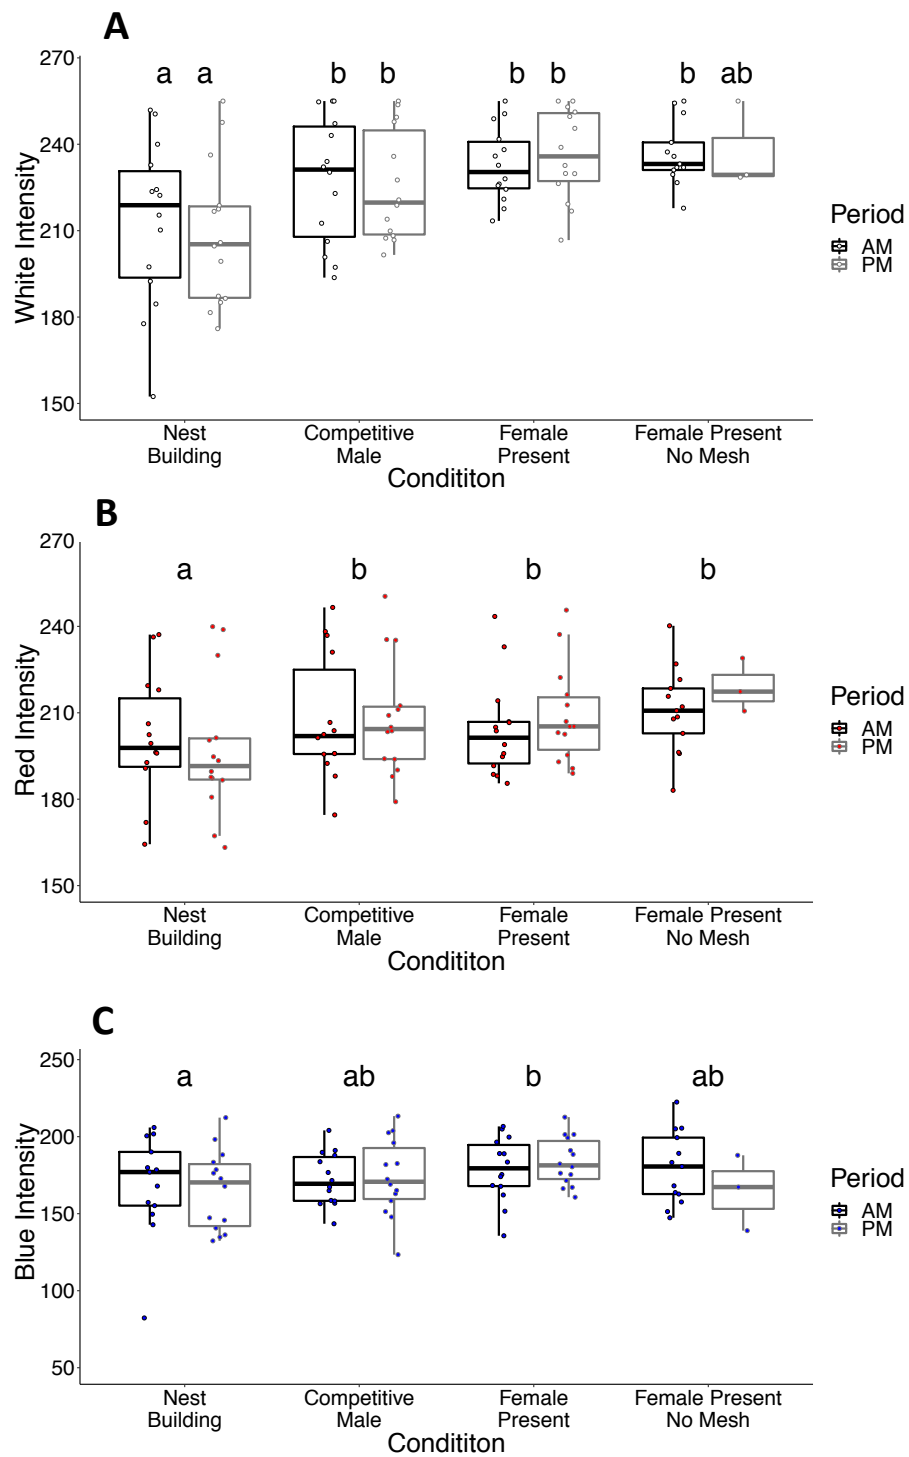 A
270
a a b b b b b ab
240
210
180
150
White Intensity
Nest Building
Competitive Male
Female Present
Female Present No Mesh
Condititon
Period
AM
PM
B
270
a b b b
240
210
180
150
Red Intensity
Nest Building
Competitive Male
Female Present
Female Present No Mesh
Condititon
Period
AM
PM
C
250
a ab b ab
200
150
100
50
Blue Intensity
Nest Building
Competitive Male
Female Present
Female Present No Mesh
Condititon
Period
AM
PM